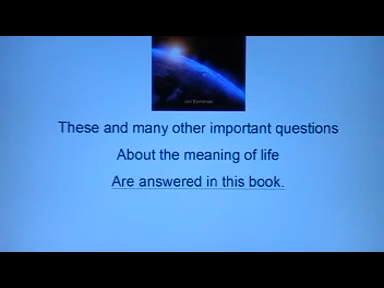 These and many other important questions
About the meaning of life
Are answered in this book.